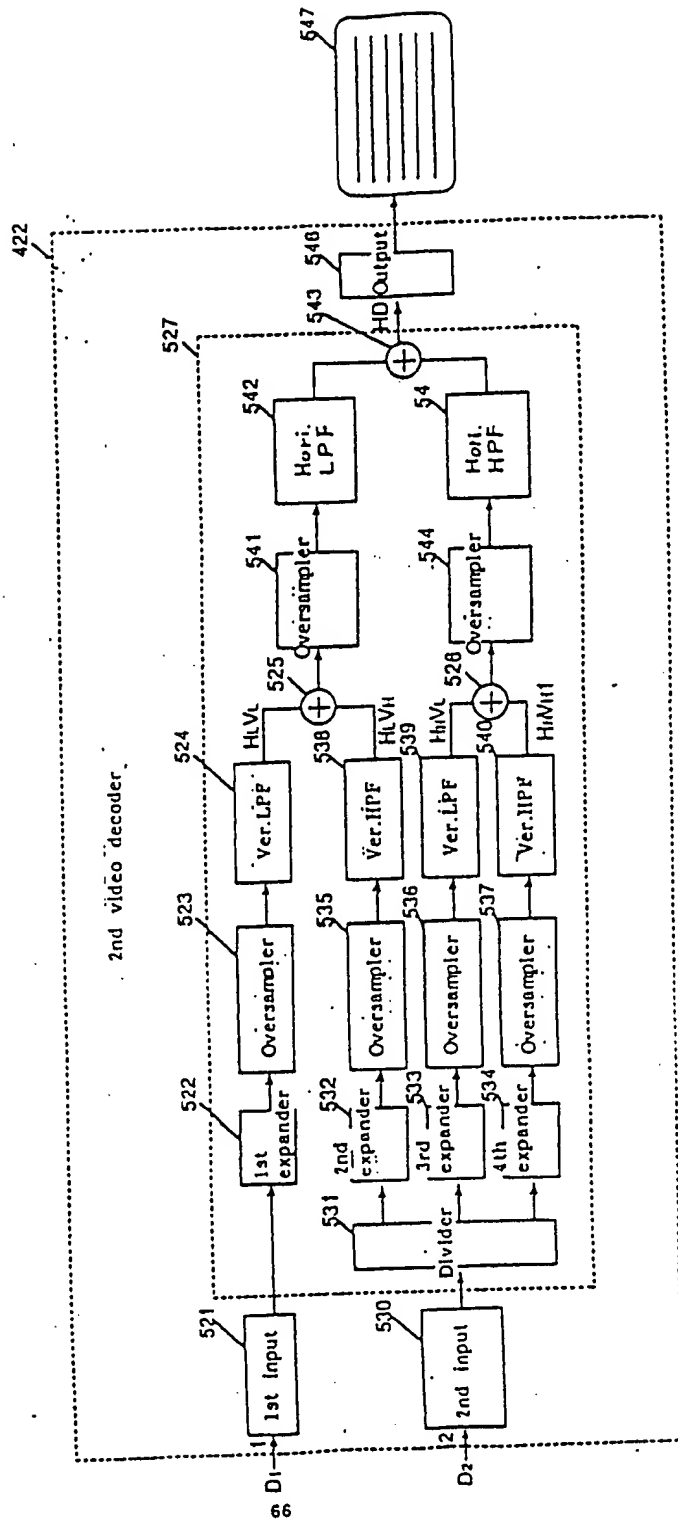 422
2nd video decoder
527
D1
1
521
1st input
522
1st expander
523
Oversampler
524
Ver.LPF
HLVL
525
541
Oversampler
542
Hori. LPF
543
HD Output
546
547
D2
2
530
2nd input
531
Divider
532
2nd expander
535
Oversampler
538
Ver.HPF
HLVH
533
3rd expander
536
Oversampler
539
Ver.LPF
HHVL
526
544
Oversampler
54
Hori. HPF
534
4th expander
537
Oversampler
540
Ver.HPF
HHVH
66